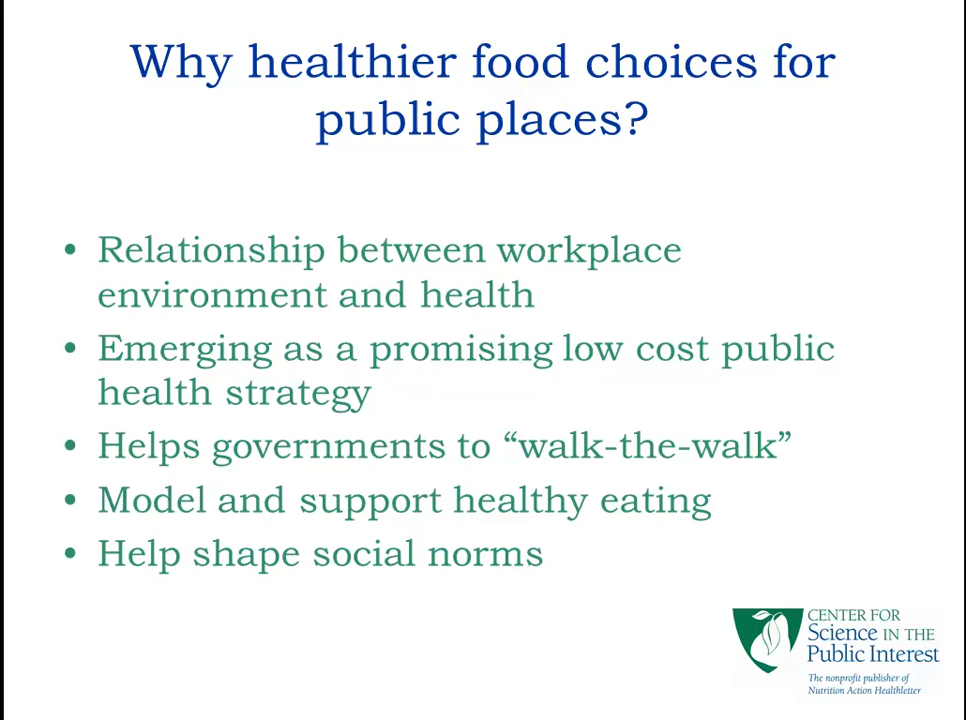 Why healthier food choices for
public places?
• Relationship between workplace
environment and health
• Emerging as a promising low cost public
health strategy
• Helps governments to “walk-the-walk”
• Model and support healthy eating
• Help shape social norms
CENTER FOR
Science IN THE
Public Interest
The nonprofit publisher of
Nutrition Action Healthletter